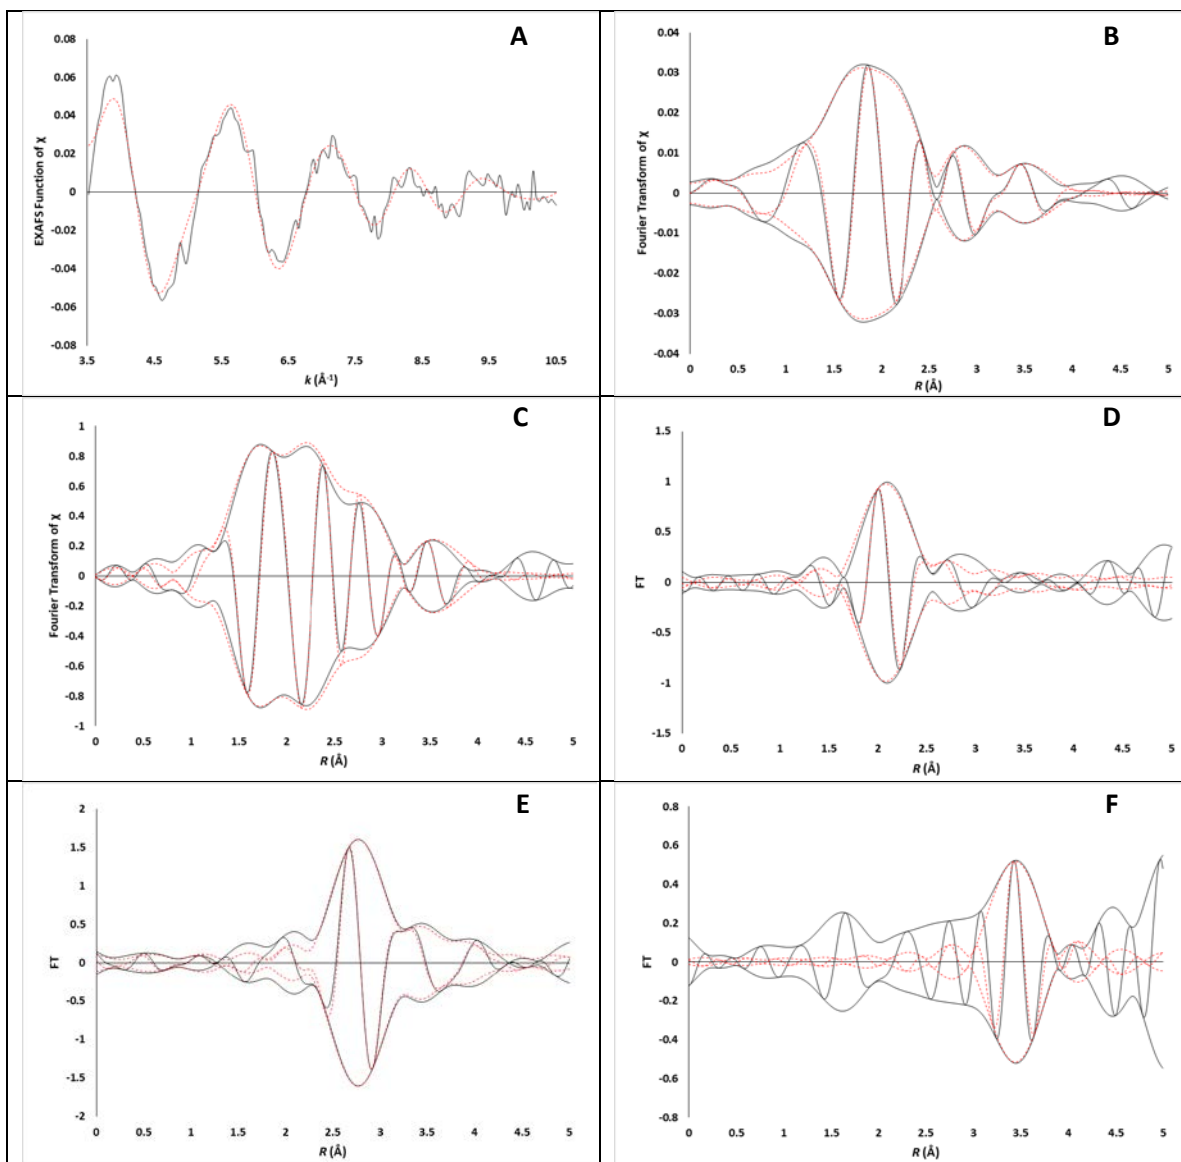 A
EXAFS Function of χ
0.08
0.06
0.04
0.02
0
-0.02
-0.04
-0.06
-0.08
3.5 4.5 5.5 6.5 7.5 8.5 9.5 10.5
k (Å-1)
B
Fourier Transform of χ
0.04
0.03
0.02
0.01
0.000
-0.01
-0.02
-0.03
-0.04
0 0.5 1 1.5 2 2.5 3 3.5 4 4.5 5
R (Å)
C
Fourier Transform of χ
1
0.8
0.6
0.4
0.2
0
-0.2
-0.4
-0.6
-0.8
-1
0 0.5 1 1.5 2 2.5 3 3.5 4 4.5 5
R (Å)
D
FT
1.5
1
0.5
0
-0.5
-1
-1.5
0 0.5 1 1.5 2 2.5 3 3.5 4 4.5 5
R (Å)
E
FT
2
1.5
1
0.5
0
-0.5
-1
-1.5
-2
0 0.5 1 1.5 2 2.5 3 3.5 4 4.5 5
R (Å)
F
FT
0.8
0.6
0.4
0.2
0
-0.2
-0.4
-0.6
-0.8
0 0.5 1 1.5 2 2.5 3 3.5 4 4.5 5
R (Å)